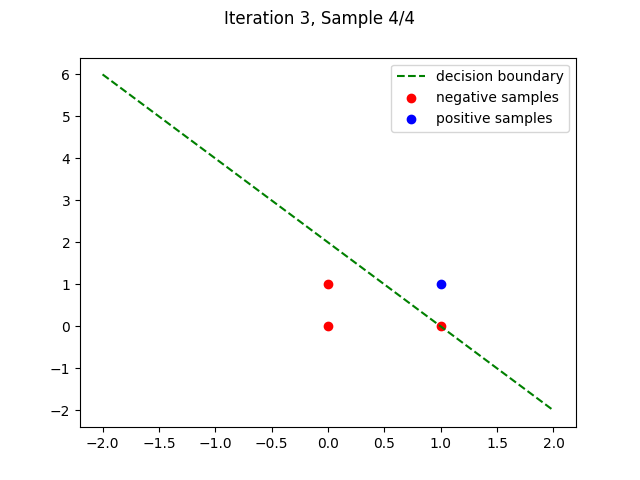 Iteration 3, Sample 4/4
decision boundary
negative samples
positive samples
6
5
4
3
2
1
0
−1
−2
−2.0 −1.5 −1.0 −0.5 0.0 0.5 1.0 1.5 2.0